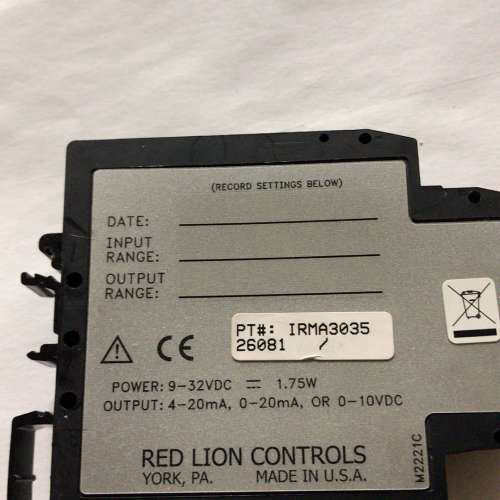 (RECORD SETTINGS BELOW)
DATE:
INPUT
RANGE:
OUTPUT
RANGE:
PT#: IRMA3035
26081
CE
POWER: 9-32VDC ⎓ 1.75W
OUTPUT: 4-20mA, 0-20mA, OR 0-10VDC
RED LION CONTROLS
YORK, PA. MADE IN U.S.A.
M2221C